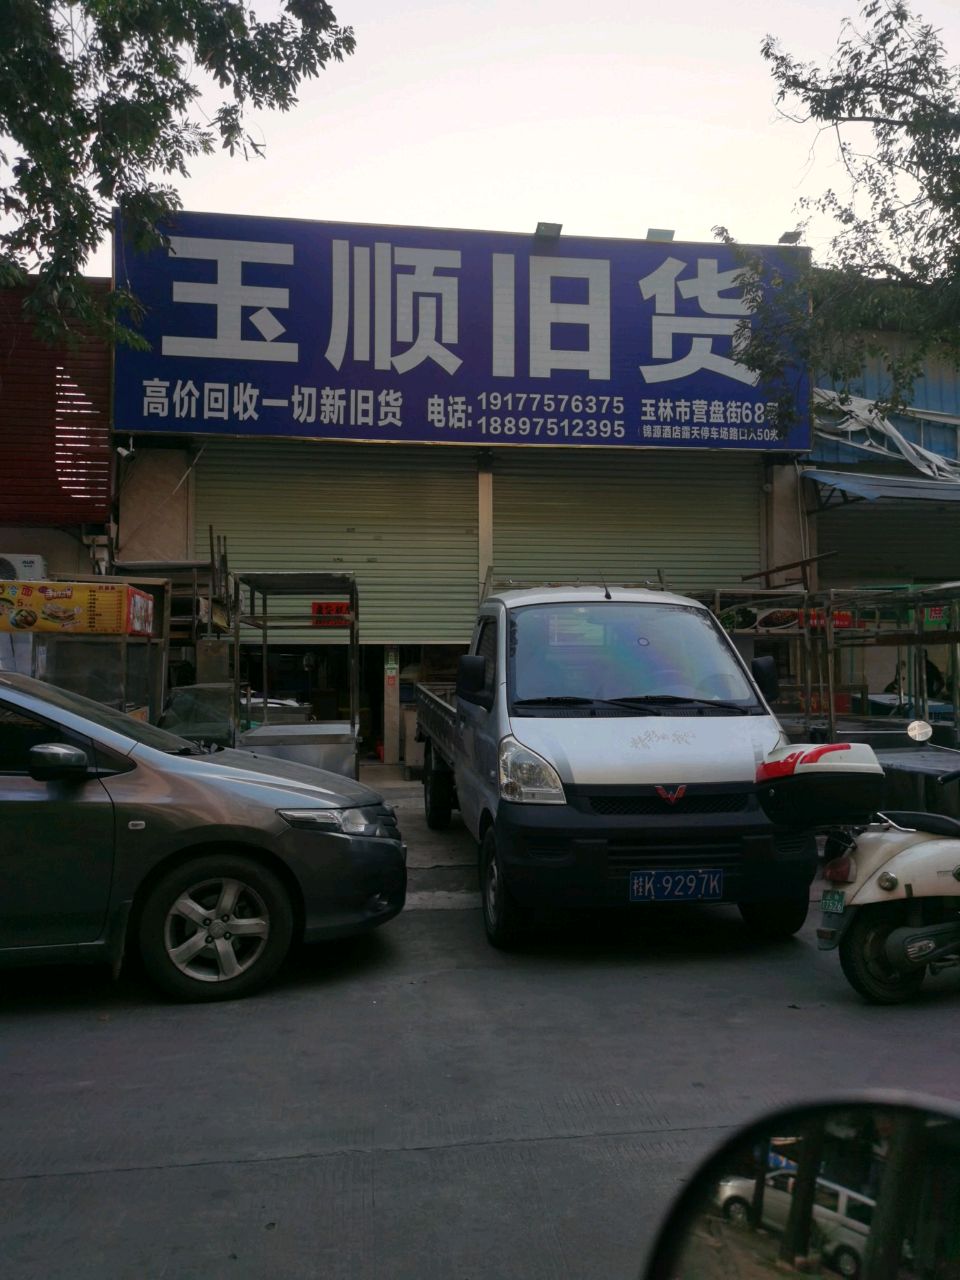 玉顺旧货
高价回收一切新旧货 电话: 19177576375
18897512395
玉林市营盘街68号
(锦源酒店露天停车场路口入50米
桂K·9297K